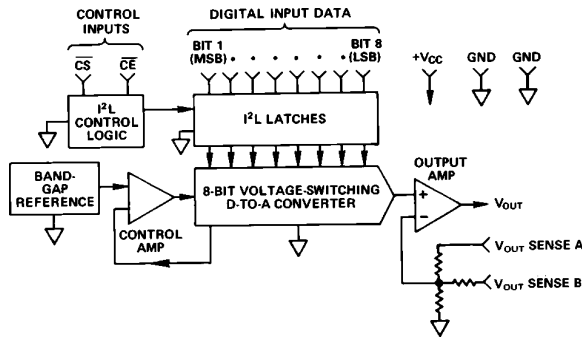 CONTROL
INPUTS
DIGITAL INPUT DATA
BIT 1
(MSB)
BIT 8
(LSB)
CS
CE
+VCC
GND
GND
I²L
CONTROL
LOGIC
I²L LATCHES
BAND-
GAP
REFERENCE
CONTROL
AMP
8-BIT VOLTAGE-SWITCHING
D-TO-A CONVERTER
OUTPUT
AMP
+
−
VOUT
VOUT SENSE A
VOUT SENSE B